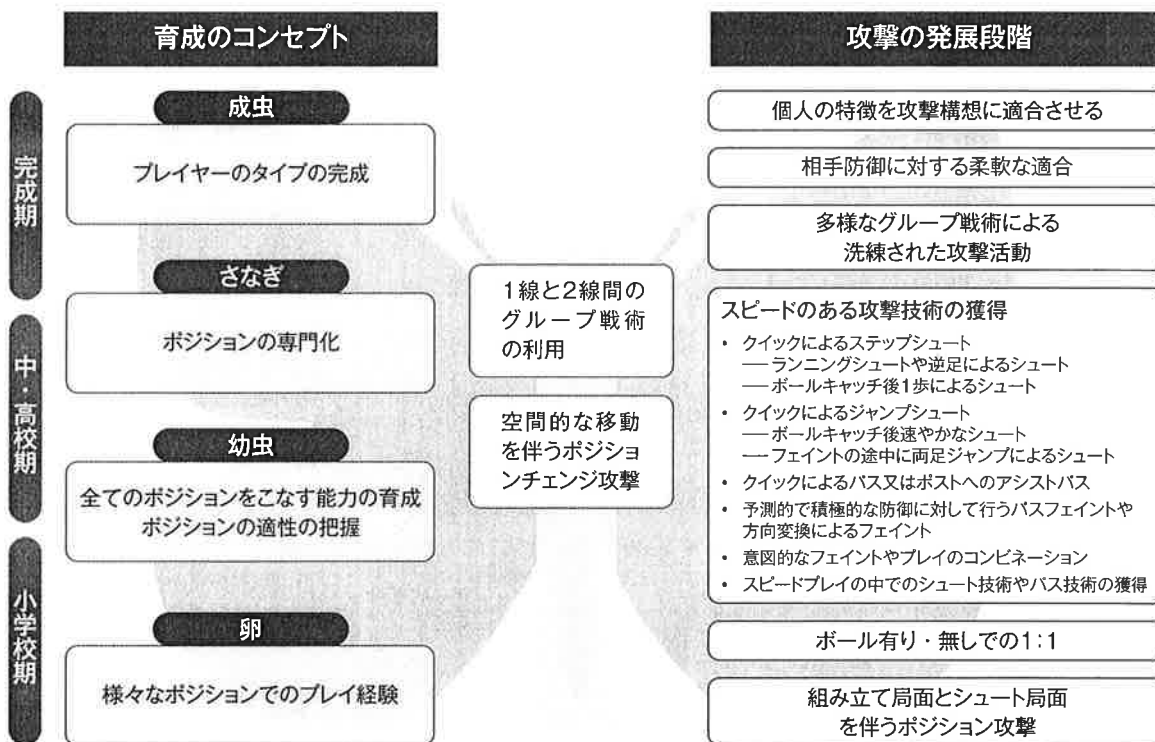 育成のコンセプト
完成期
中・高校期
小学校期
成虫
プレイヤーのタイプの完成
さなぎ
ポジションの専門化
幼虫
全てのポジションをこなす能力の育成
ポジションの適性の把握
卵
様々なポジションでのプレイ経験
1線と2線間の
グループ戦術
の利用
空間的な移動
を伴うポジショ
ンチェンジ攻撃
攻撃の発展段階
個人の特徴を攻撃構想に適合させる
相手防御に対する柔軟な適合
多様なグループ戦術による
洗練された攻撃活動
スピードのある攻撃技術の獲得
・ クイックによるステップシュート
― ランニングシュートや逆足によるシュート
― ボールキャッチ後1歩によるシュート
・ クイックによるジャンプシュート
― ボールキャッチ後速やかなシュート
― フェイントの途中に両足ジャンプによるシュート
・ クイックによるパス又はポストへのアシストパス
・ 予測的で積極的な防御に対して行うパスフェイントや
方向変換によるフェイント
・ 意図的なフェイントやプレイのコンビネーション
・ スピードプレイの中でのシュート技術やパス技術の獲得
ボール有り・無しでの1:1
組み立て局面とシュート局面
を伴うポジション攻撃